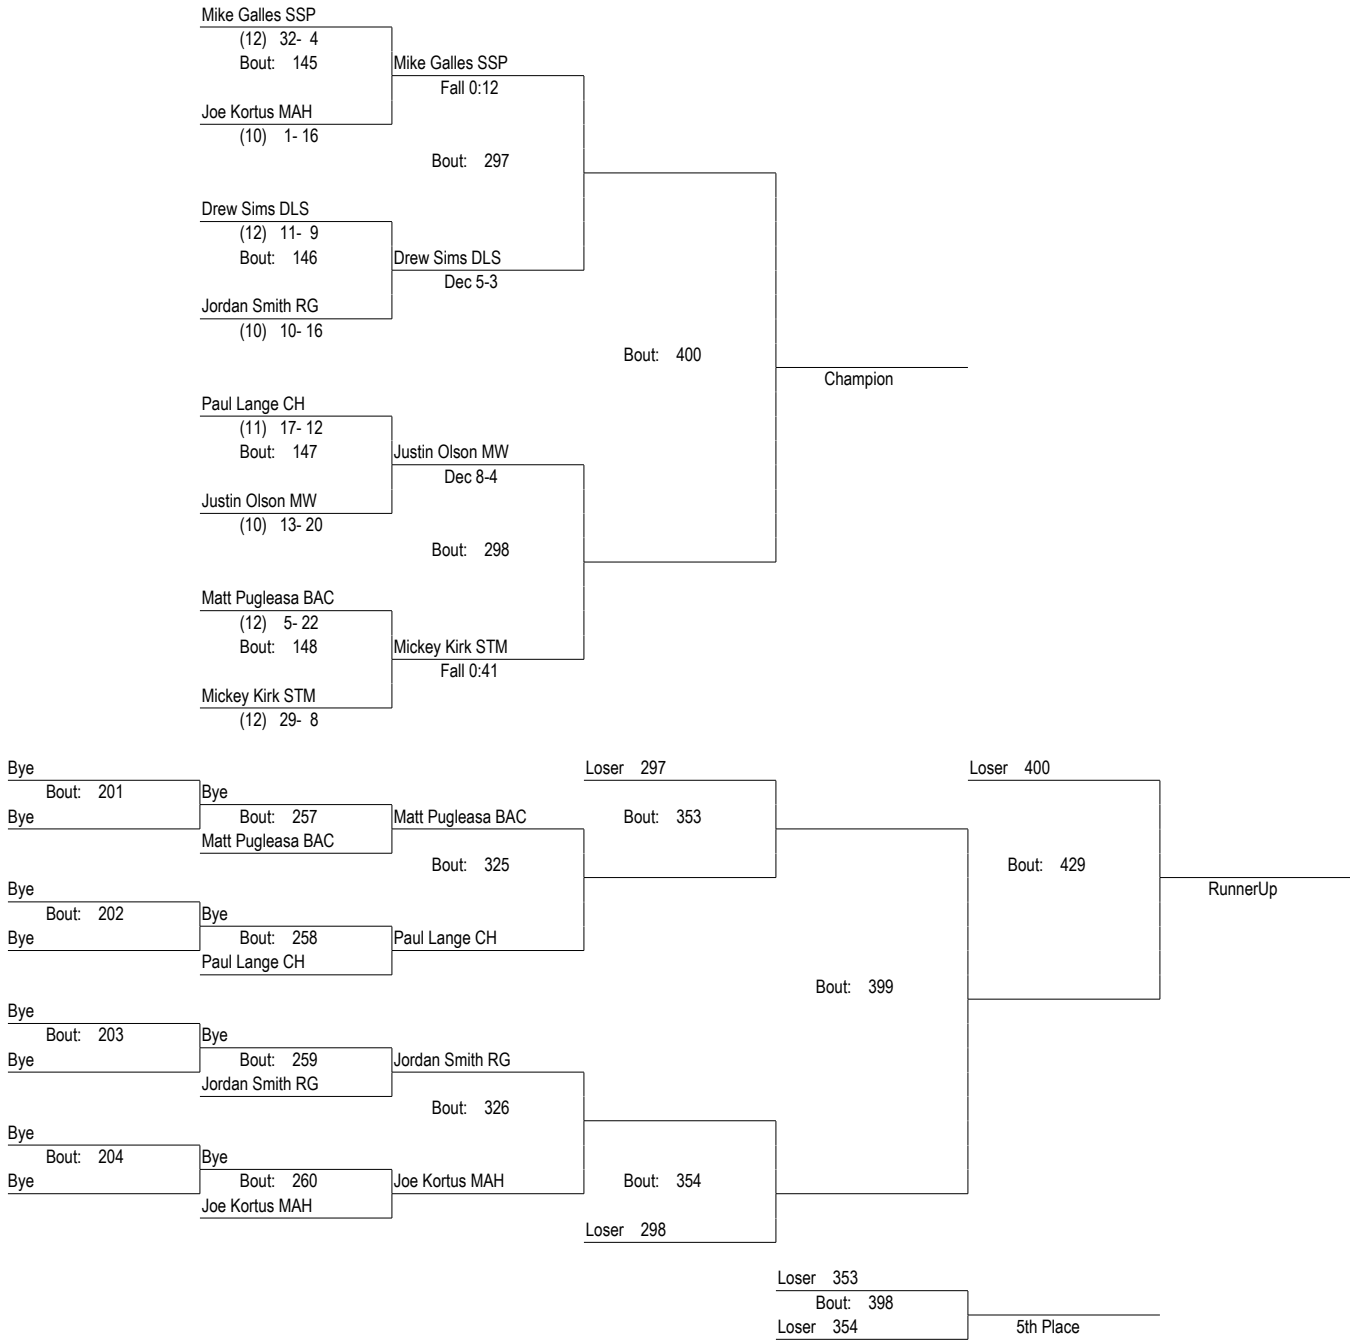 Mike Galles SSP
(12) 32- 4
Bout: 145
Mike Galles SSP
Fall 0:12
Joe Kortus MAH
(10) 1- 16
Bout: 297
Drew Sims DLS
(12) 11- 9
Bout: 146
Drew Sims DLS
Dec 5-3
Jordan Smith RG
(10) 10- 16
Bout: 400
Champion
Paul Lange CH
(11) 17- 12
Bout: 147
Justin Olson MW
Dec 8-4
Justin Olson MW
(10) 13- 20
Bout: 298
Matt Pugleasa BAC
(12) 5- 22
Bout: 148
Mickey Kirk STM
Fall 0:41
Mickey Kirk STM
(12) 29- 8
Bye
Loser 297
Loser 400
Bout: 201
Bye
Bye
Bout: 257
Matt Pugleasa BAC
Bout: 353
Matt Pugleasa BAC
Bout: 325
Bout: 429
Bye
RunnerUp
Bout: 202
Bye
Bye
Bout: 258
Paul Lange CH
Paul Lange CH
Bout: 399
Bye
Bout: 203
Bye
Bye
Bout: 259
Jordan Smith RG
Jordan Smith RG
Bout: 326
Bye
Bout: 204
Bye
Bye
Bout: 260
Joe Kortus MAH
Bout: 354
Joe Kortus MAH
Loser 298
Loser 353
Bout: 398
Loser 354
5th Place